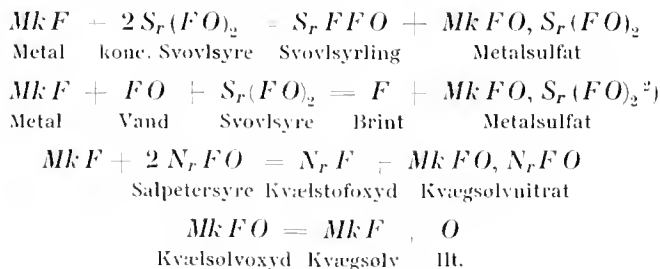 MkF + 2 S_r(FO)_2 = S_rFFO + MkFO, S_r(FO)_2
Metal konc. Svovlsyre Svovlsyrling Metalsulfat
MkF + FO + S_r(FO)_2 = F + MkFO, S_r(FO)_2 ²)
Metal Vand Svovlsyre Brint Metalsulfat
MkF + 2 N_rFO = N_rF + MkFO, N_rFO
Salpetersyre Kvælstofoxyd Kvægsølvnitrat
MkFO = MkF , O
Kvælsølvoxyd Kvægsølv Ilt.